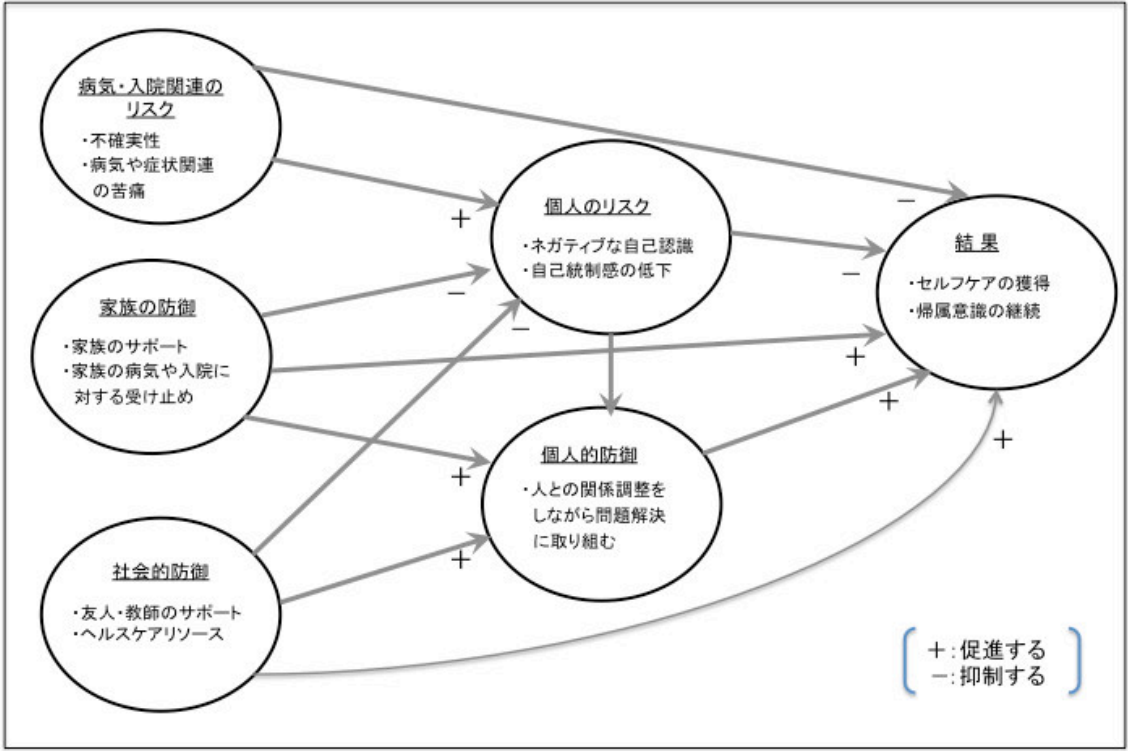 病気・入院関連の
リスク
・不確実性
・病気や症状関連
の苦痛
家族の防御
・家族のサポート
・家族の病気や入院に
対する受け止め
社会的防御
・友人・教師のサポート
・ヘルスケアリソース
個人のリスク
・ネガティブな自己認識
・自己統制感の低下
個人的防御
・人との関係調整を
しながら問題解決
に取り組む
結 果
・セルフケアの獲得
・帰属意識の継続
+
−
−
+
+
−
−
+
+
+
+:促進する
−:抑制する